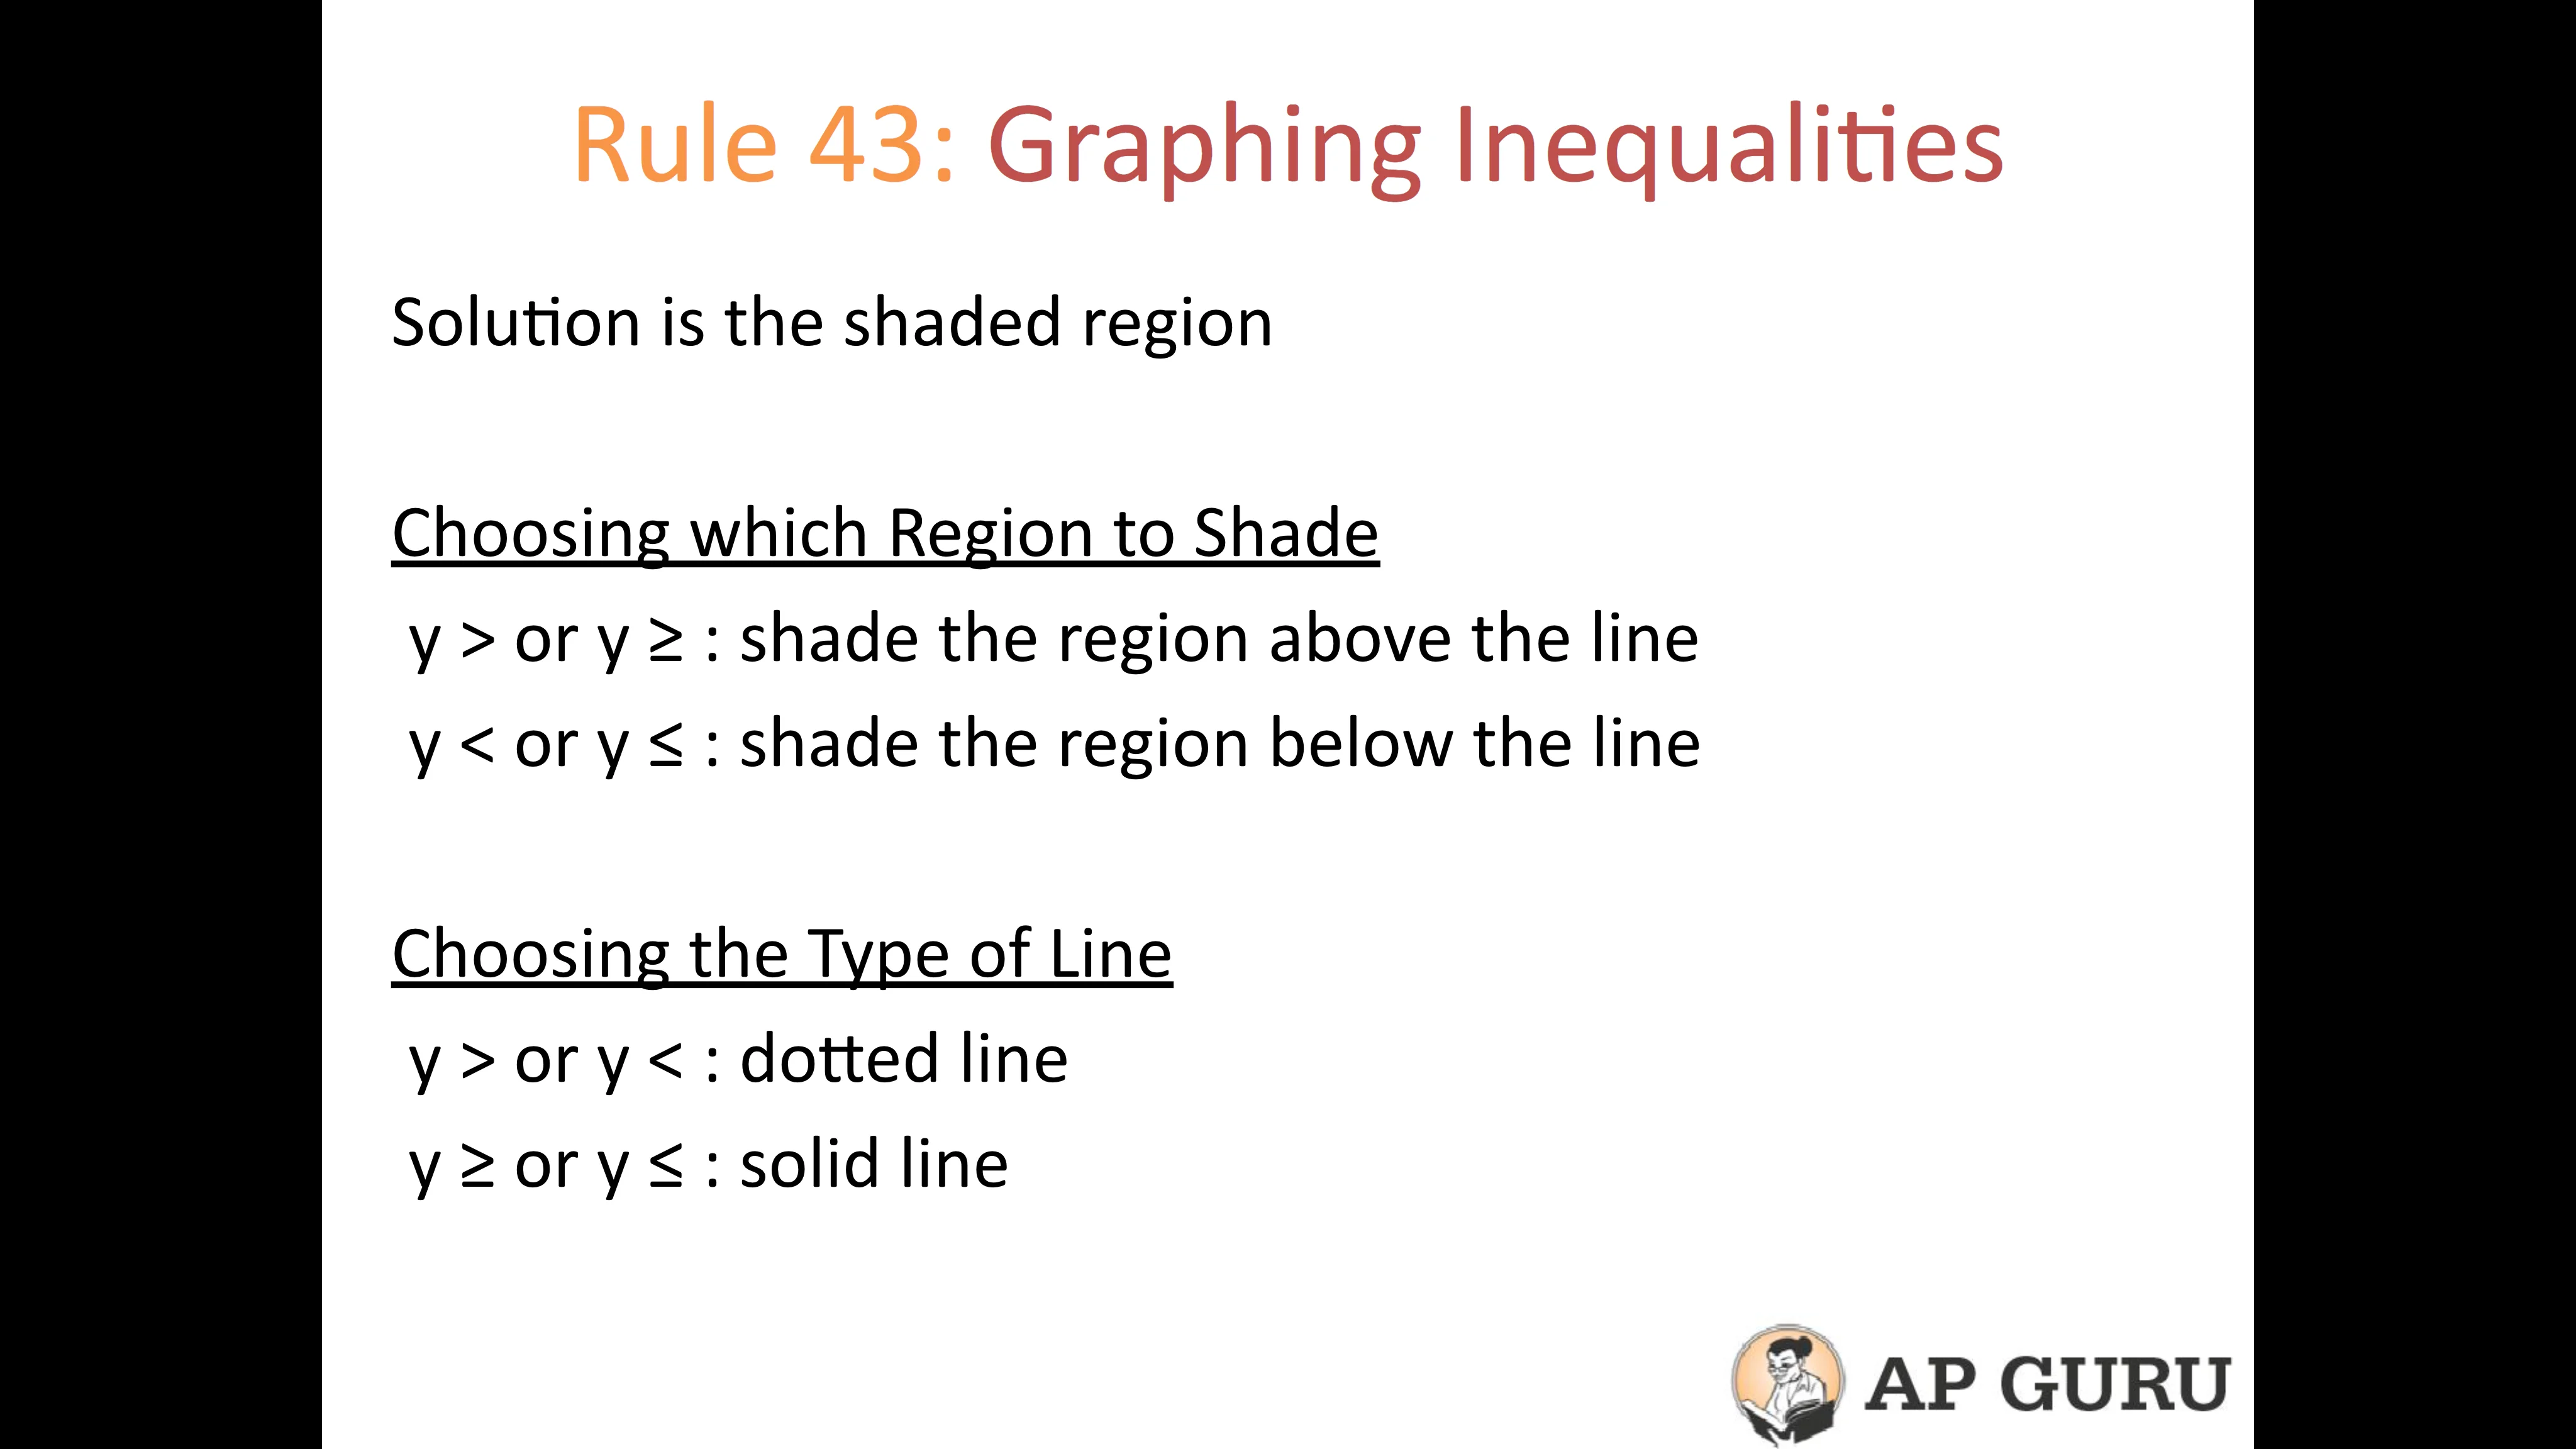 Rule 43: Graphing Inequalities
Solution is the shaded region
Choosing which Region to Shade
y > or y ≥ : shade the region above the line
y < or y ≤ : shade the region below the line
Choosing the Type of Line
y > or y < : dotted line
y ≥ or y ≤ : solid line
AP GURU